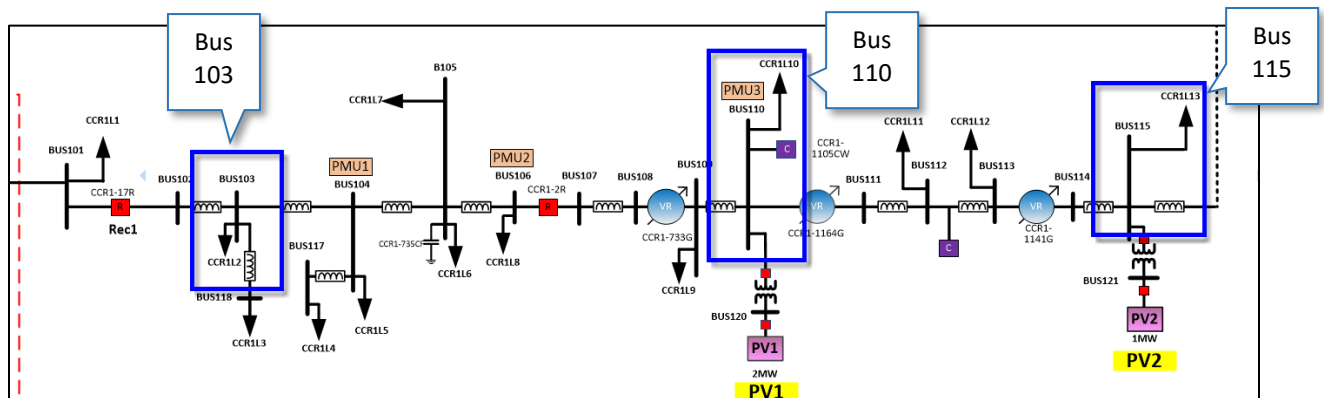 Bus
103
Bus
110
Bus
115
B105
CCR1L1
BUS101
CCR1-17R
R
Rec1
BUS102
BUS103
CCR1L2
BUS118
CCR1L3
PMU1
BUS104
BUS117
CCR1L4
CCR1L5
CCR1L7
CCR1-735CF
CCR1L6
PMU2
BUS106
CCR1L8
CCR1-2R
R
BUS107
BUS108
VR
CCR1-733G
BUS109
CCR1L9
PMU3
BUS110
CCR1L10
C
CCR1-
1105CW
VR
CCR1-1164G
BUS120
PV1
2MW
PV1
BUS111
CCR1L11
BUS112
C
CCR1L12
BUS113
VR
CCR1-
1141G
BUS114
BUS115
CCR1L13
BUS121
PV2
1MW
PV2